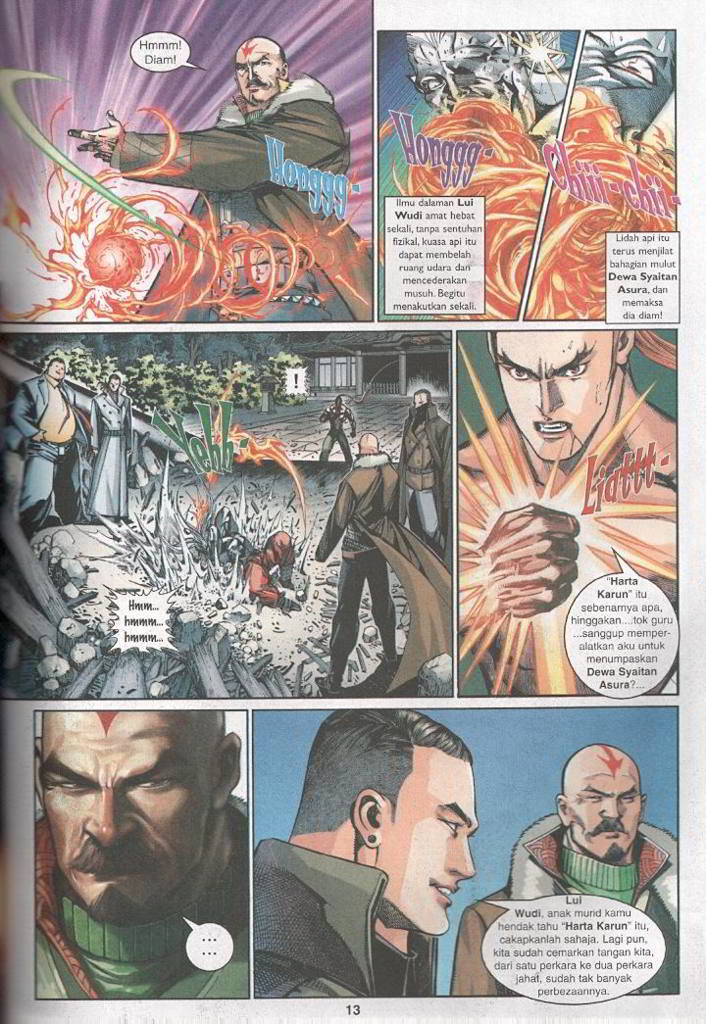 Hmmm!
Diam!
Honggg-
Honggg-
Ilmu dalaman Lui
Wudi amat hebat
sekali, tanpa sentuhan
fizikal, kuasa api itu
dapat membelah
ruang udara dan
mencederakan
musuh. Begitu
menakutkan sekali.
Chiii-chii-
Lidah api itu
terus menjilat
bahagian mulut
Dewa Syaitan
Asura, dan
memaksa
dia diam!
!
Yehh-
Hmm...
hmmm...
hmmm...
Liattt-
"Harta
Karun" itu
sebenarnya apa,
hinggakan....tok guru
...sanggup memper-
alatkan aku untuk
menumpaskan
Dewa Syaitan
Asura?...
...
...
Lui
Wudi, anak murid kamu
hendak tahu "Harta Karun" itu,
cakapkanlah sahaja. Lagi pun,
kita sudah cemarkan tangan kita,
dari satu perkara ke dua perkara
jahat, sudah tak banyak
perbezaannya.
13